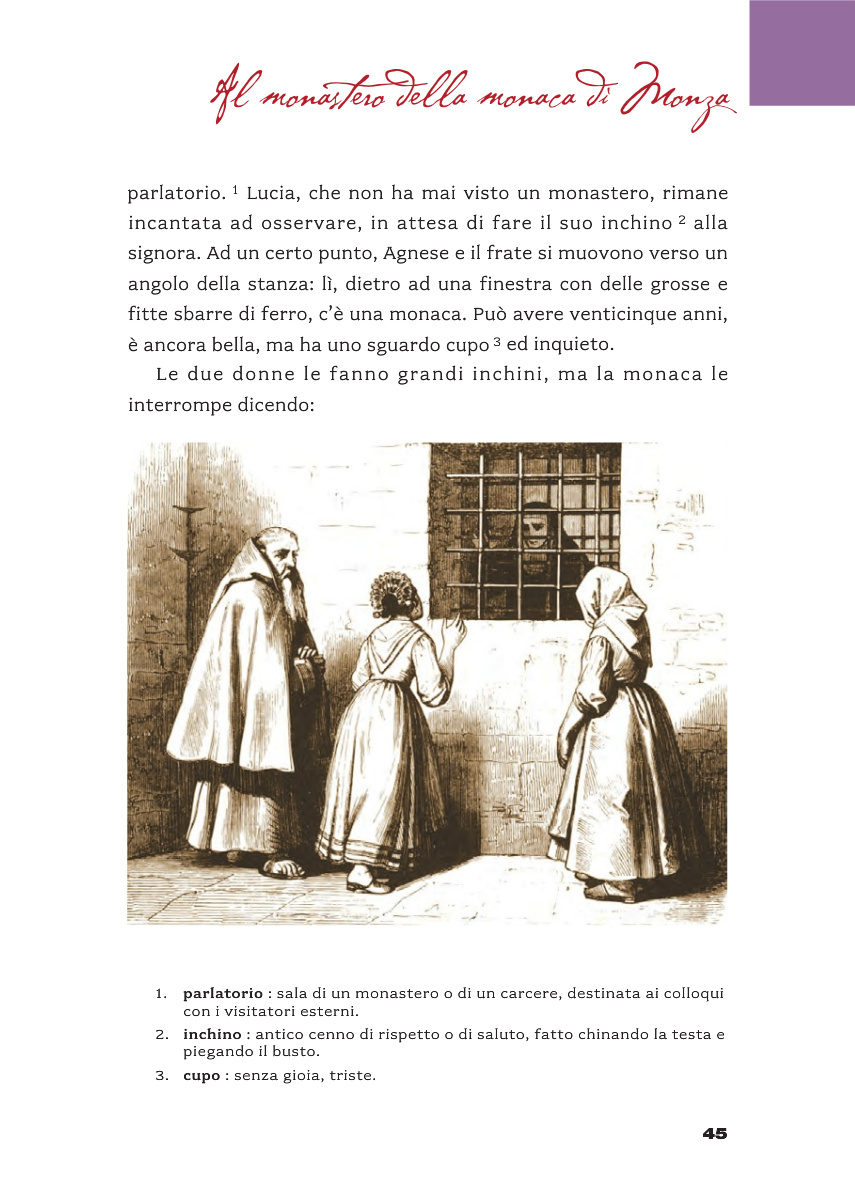 Al monastero della monaca di Monza
parlatorio. 1 Lucia, che non ha mai visto un monastero, rimane
incantata ad osservare, in attesa di fare il suo inchino 2 alla
signora. Ad un certo punto, Agnese e il frate si muovono verso un
angolo della stanza: lì, dietro ad una finestra con delle grosse e
fitte sbarre di ferro, c’è una monaca. Può avere venticinque anni,
è ancora bella, ma ha uno sguardo cupo 3 ed inquieto.
Le due donne le fanno grandi inchini, ma la monaca le
interrompe dicendo:
1. parlatorio : sala di un monastero o di un carcere, destinata ai colloqui
con i visitatori esterni.
2. inchino : antico cenno di rispetto o di saluto, fatto chinando la testa e
piegando il busto.
3. cupo : senza gioia, triste.
45